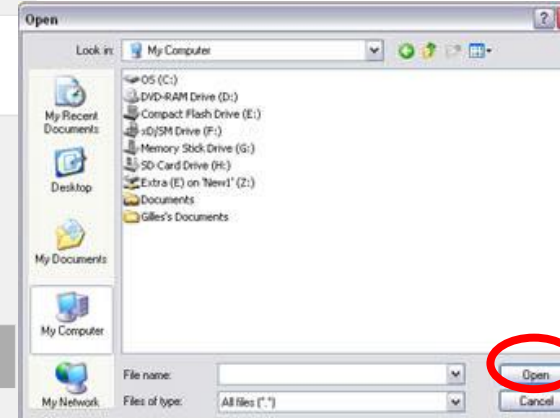 Open
Look in: My Computer
OS (C:)
DVD-RAM Drive (D:)
Compact Flash Drive (E:)
xD/SM Drive (F:)
Memory Stick Drive (G:)
SD Card Drive (H:)
Extra (E) on 'New1' (Z:)
Documents
Gilles's Documents
My Recent
Documents
Desktop
My Documents
My Computer
My Network
File name:
Open
Files of type: All files (*.*)
Cancel